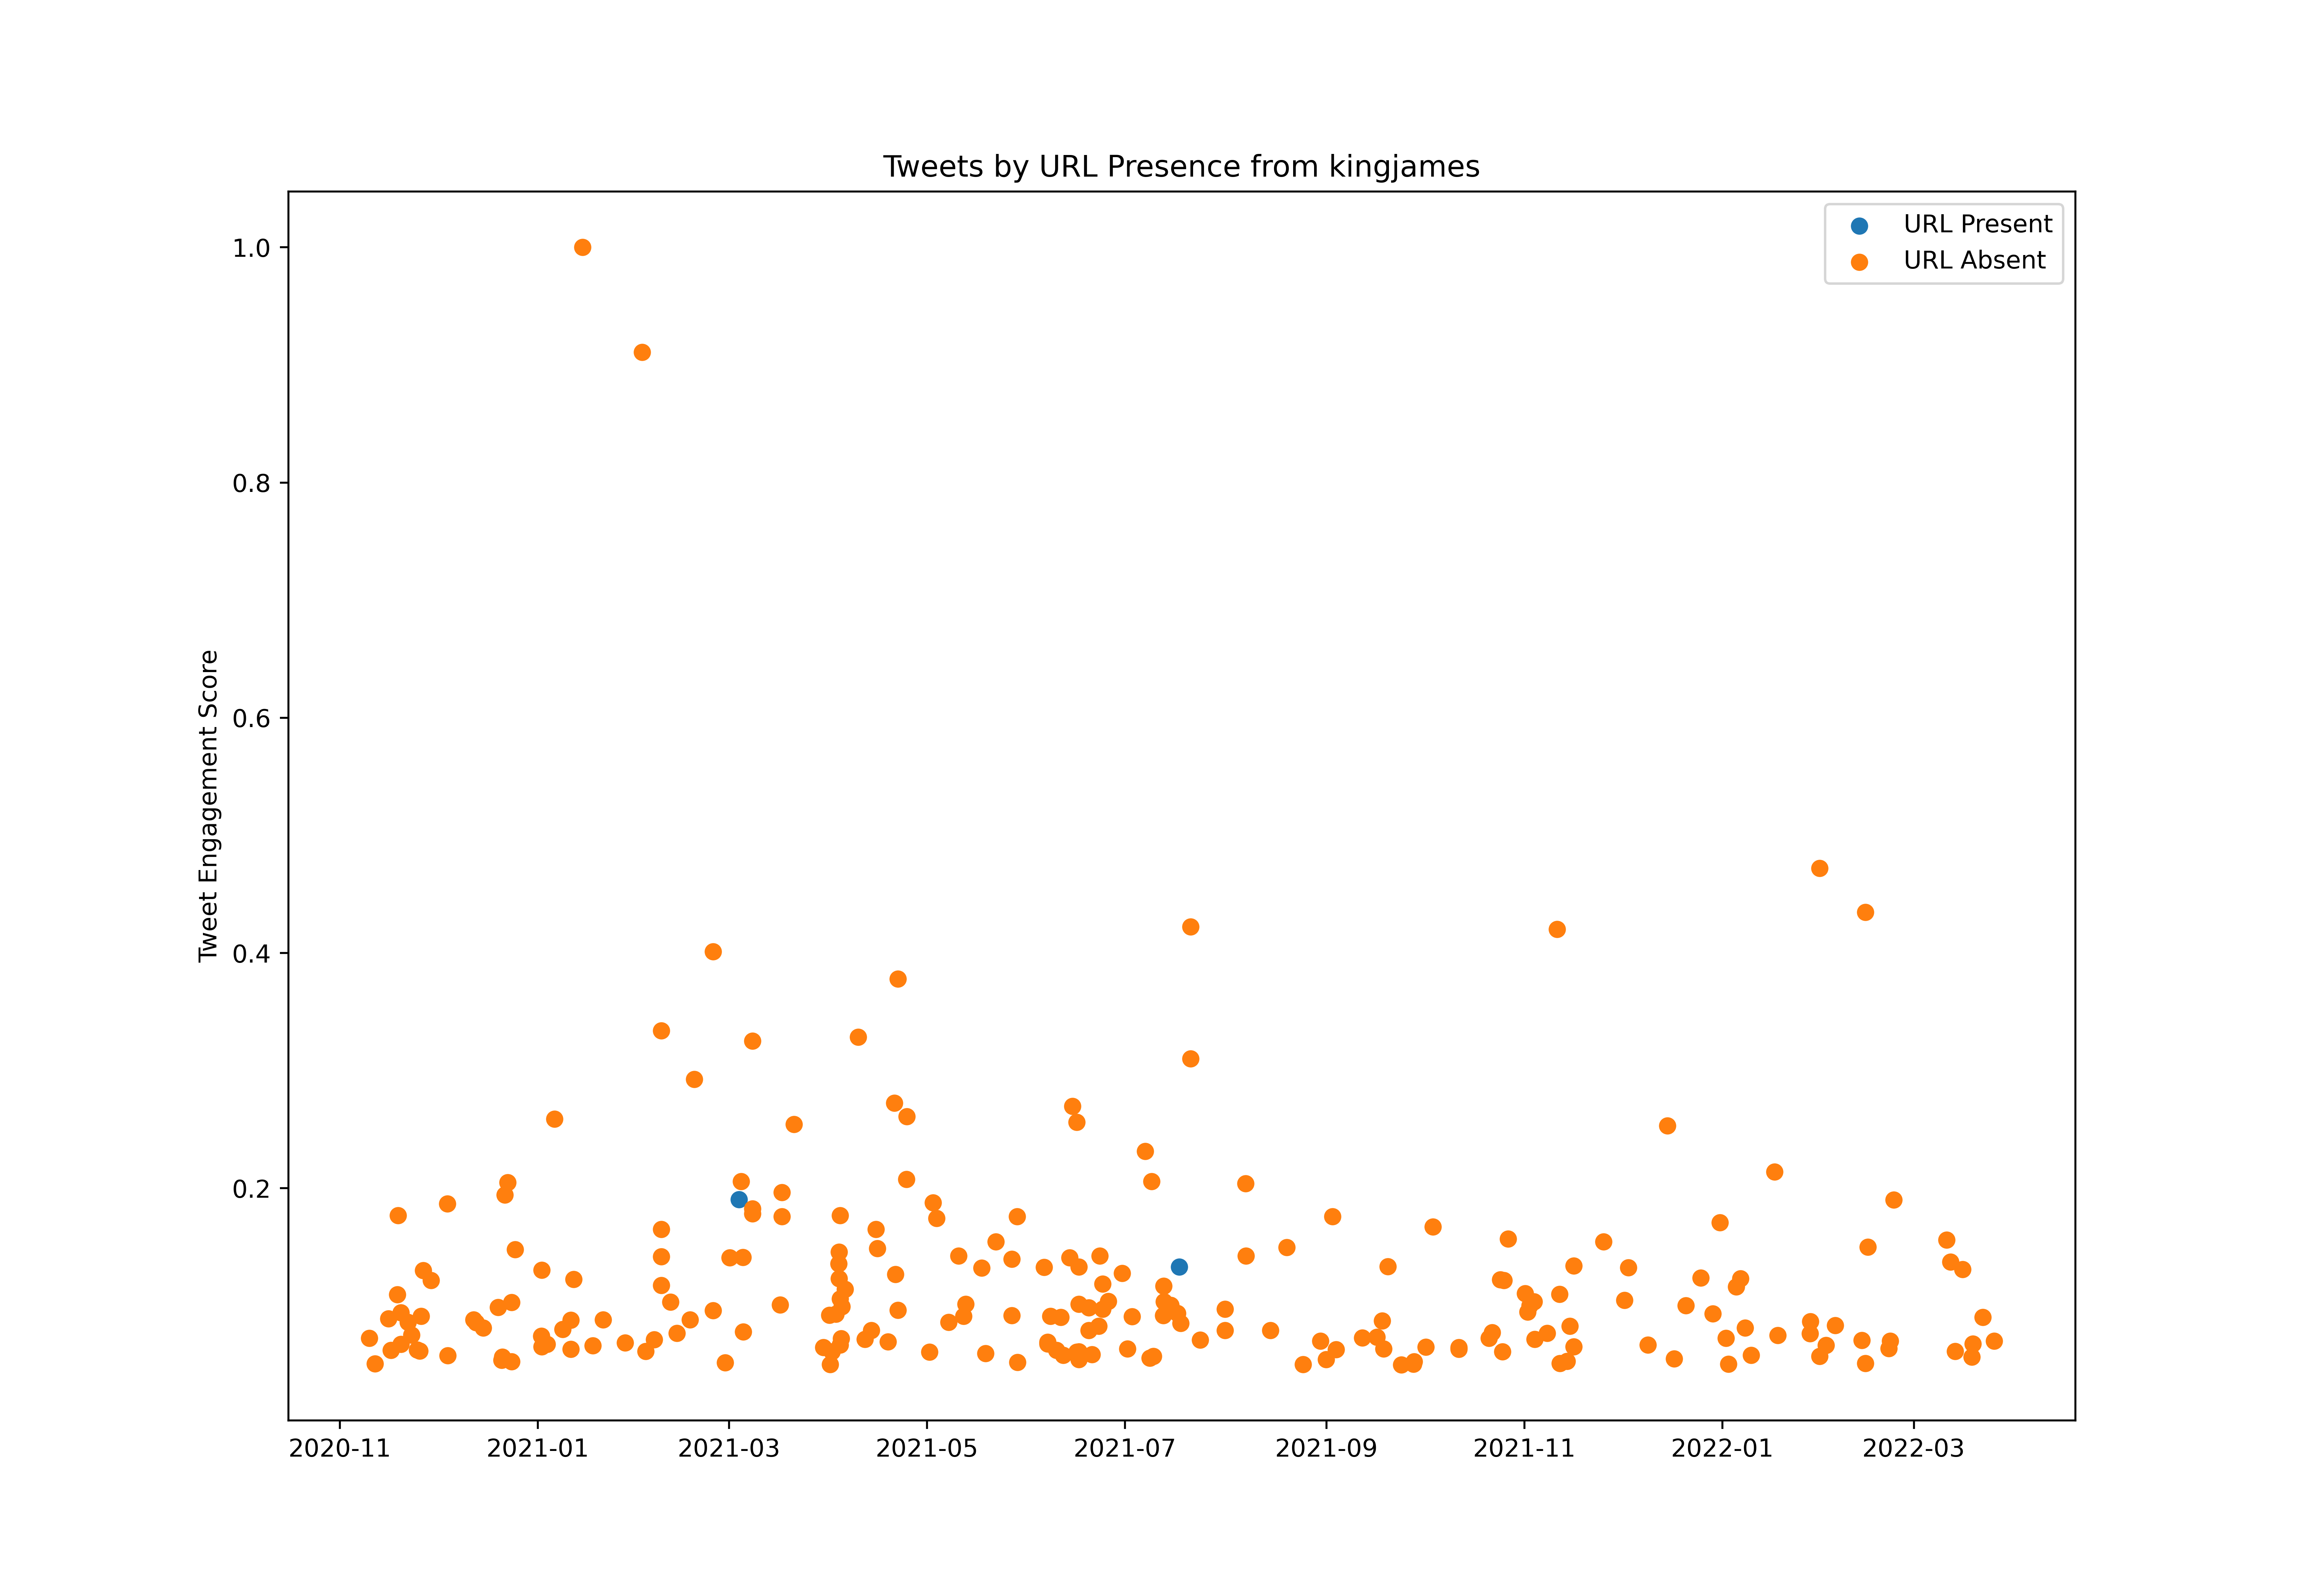 Tweets by URL Presence from kingjames
URL Present
URL Absent
Tweet Engagement Score
1.0
0.8
0.6
0.4
0.2
2020-11 2021-01 2021-03 2021-05 2021-07 2021-09 2021-11 2022-01 2022-03